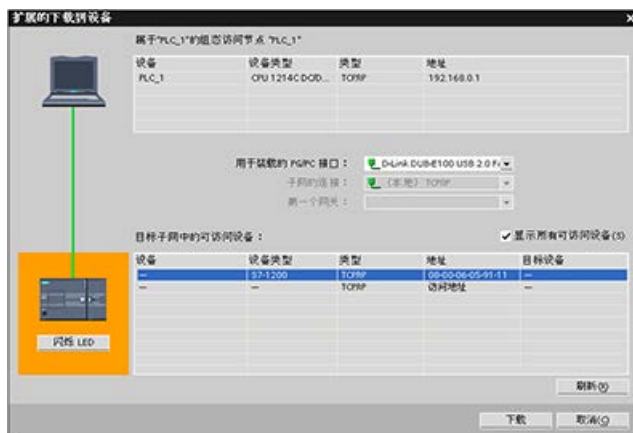 扩展的下载到设备
属于"PLC_1"的组态访问节点 "PLC_1"
设备 设备类型 类型 地址
PLC_1 CPU 1214C DC/D... TCP/IP 192.168.0.1
用于装载的 PG/PC 接口：
D-Link DUB-E100 USB 2.0
子网的连接：
（本地） TCP/IP
第一个网关：
目标子网中的可访问设备：
显示所有可访问设备(S)
设备 设备类型 类型 地址 目标设备
— S7-1200 TCP/IP 08-00-06-05-91-11 —
— — TCP/IP 访问地址 —
闪烁 LED
刷新(R)
下载 取消(C)